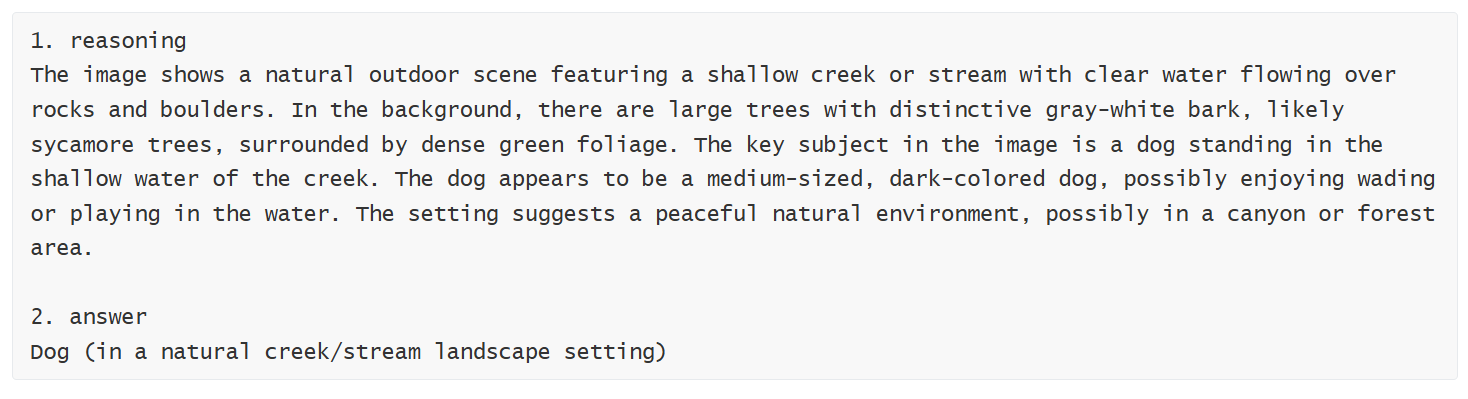 1. reasoning
The image shows a natural outdoor scene featuring a shallow creek or stream with clear water flowing over
rocks and boulders. In the background, there are large trees with distinctive gray-white bark, likely
sycamore trees, surrounded by dense green foliage. The key subject in the image is a dog standing in the
shallow water of the creek. The dog appears to be a medium-sized, dark-colored dog, possibly enjoying wading
or playing in the water. The setting suggests a peaceful natural environment, possibly in a canyon or forest
area.
2. answer
Dog (in a natural creek/stream landscape setting)